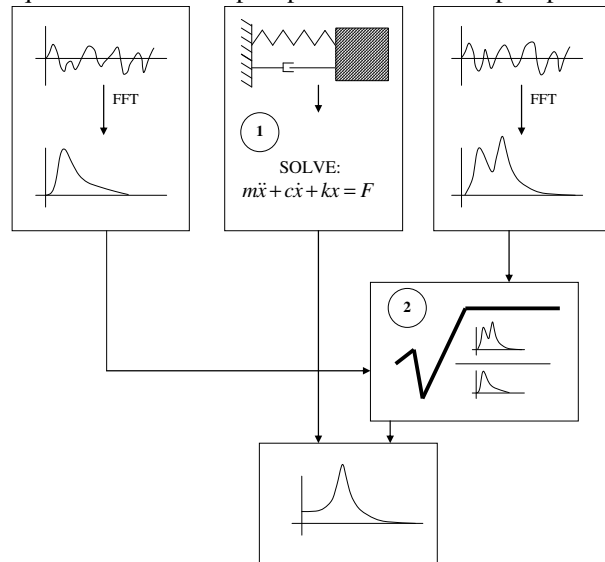 FFT
1
SOLVE:
mẍ + cẋ + kx = F
FFT
2